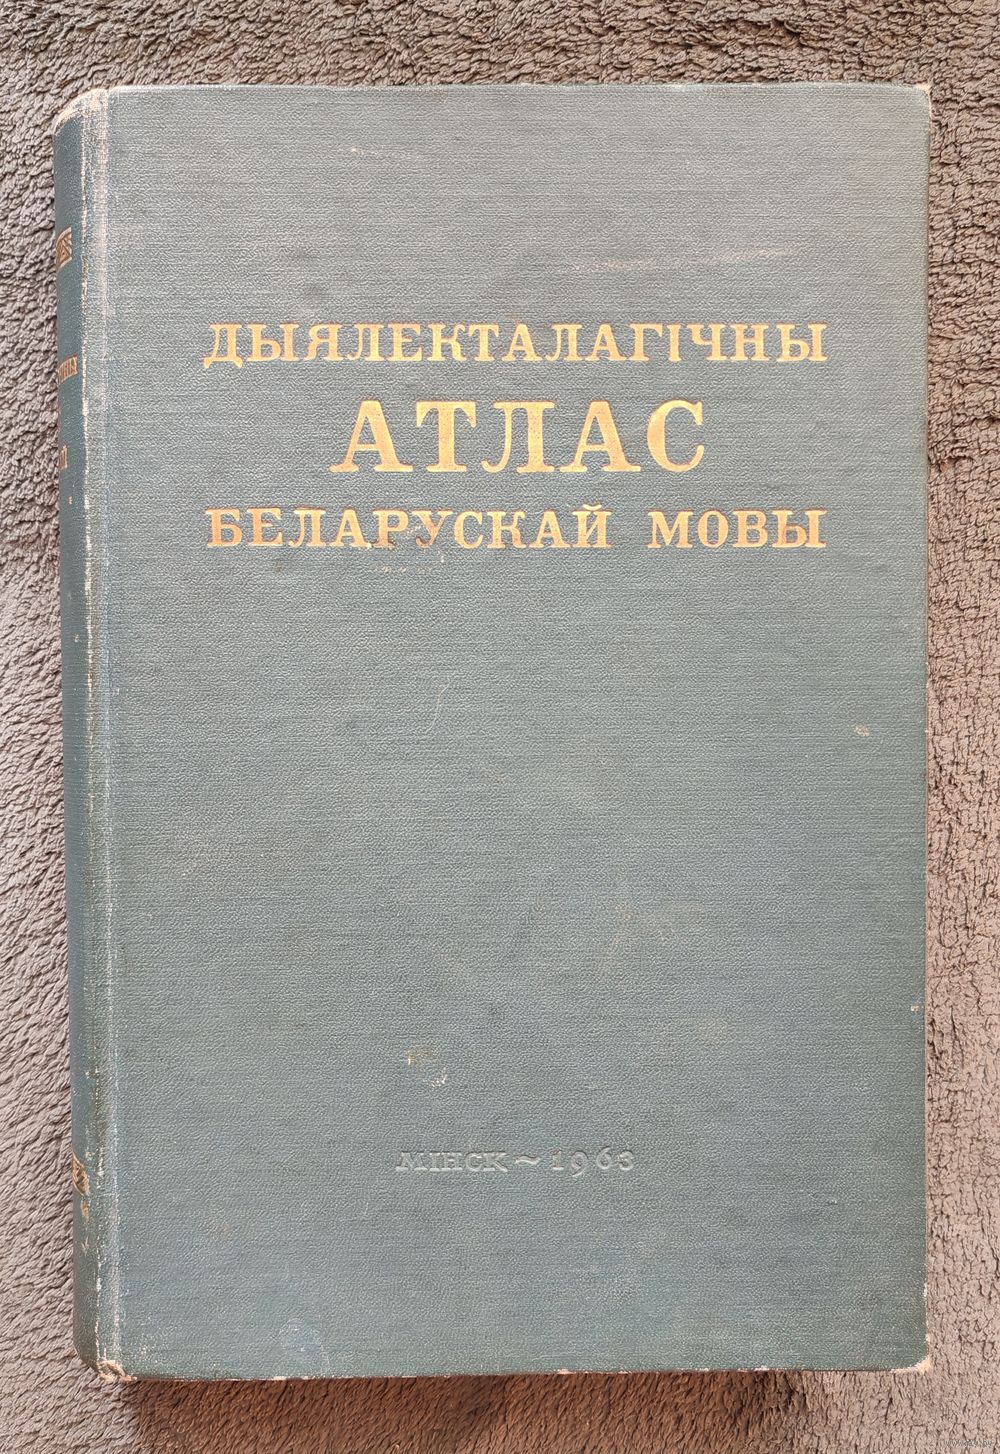 ДЫЯЛЕКТАЛАГІЧНЫ
АТЛАС
БЕЛАРУСКАЙ МОВЫ
МІНСК ~ 1963